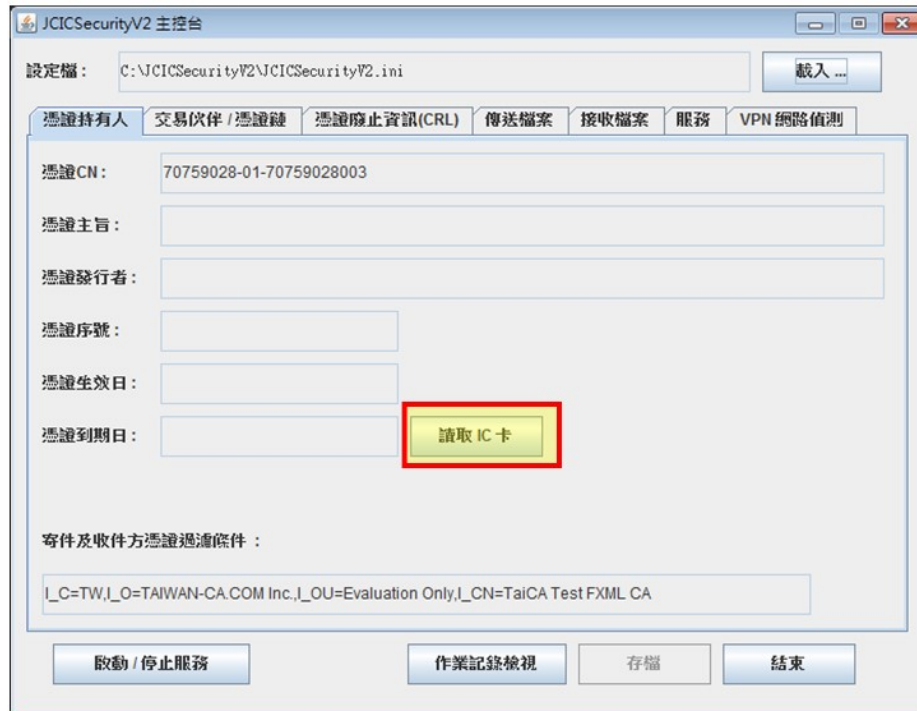 JCICSecurityV2 主控台
設定檔： C:\JCICSecurityV2\JCICSecurityV2.ini 載入 ...
憑證持有人 交易伙伴 / 憑證鏈 憑證廢止資訊(CRL) 傳送檔案 接收檔案 服務 VPN 網路偵測
憑證CN： 70759028-01-70759028003
憑證主旨：
憑證發行者：
憑證序號：
憑證生效日：
憑證到期日： 讀取 IC 卡
寄件及收件方憑證過濾條件 ：
I_C=TW,I_O=TAIWAN-CA.COM Inc.,I_OU=Evaluation Only,I_CN=TaiCA Test FXML CA
啟動 / 停止服務 作業記錄檢視 存檔 結束